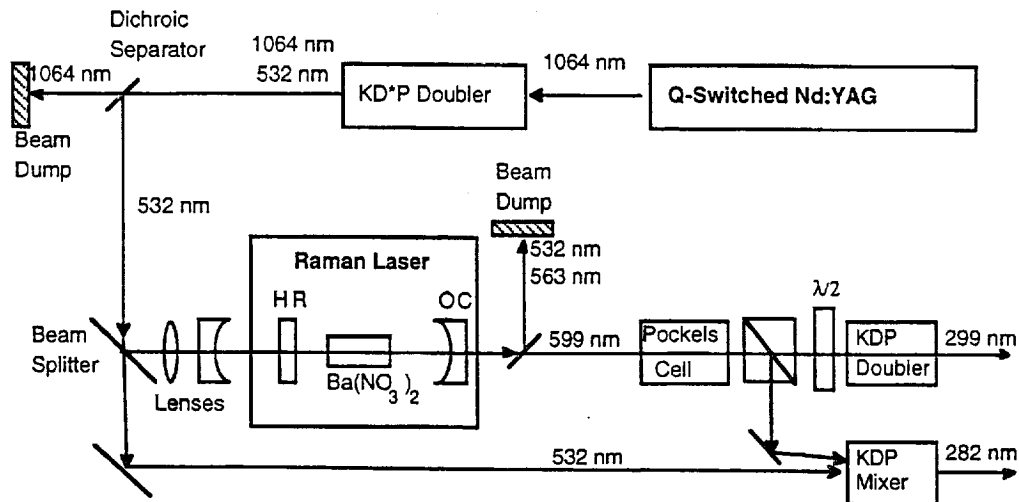 Dichroic
Separator
1064 nm
1064 nm
532 nm
1064 nm
KD*P Doubler
Q-Switched Nd:YAG
Beam
Dump
532 nm
Beam
Dump
532 nm
563 nm
Raman Laser
HR
OC
λ/2
Beam
Splitter
Lenses
Ba(NO3)2
599 nm
Pockels
Cell
KDP
Doubler
299 nm
532 nm
KDP
Mixer
282 nm